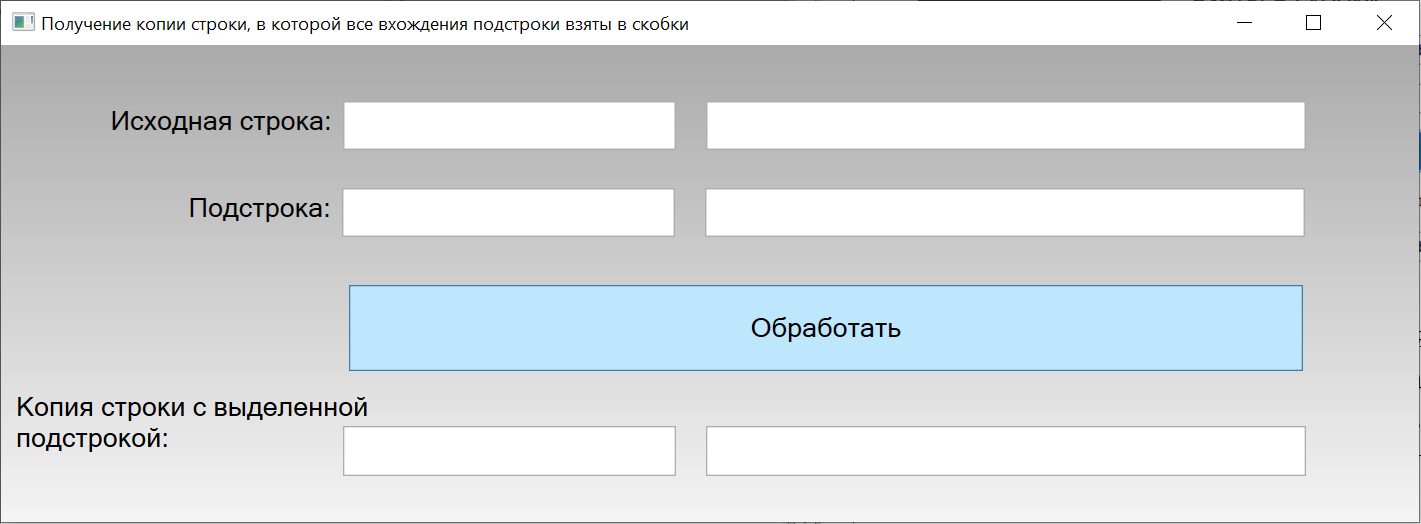 Получение копии строки, в которой все вхождения подстроки взяты в скобки
Исходная строка:
Подстрока:
Обработать
Копия строки с выделенной
подстрокой: